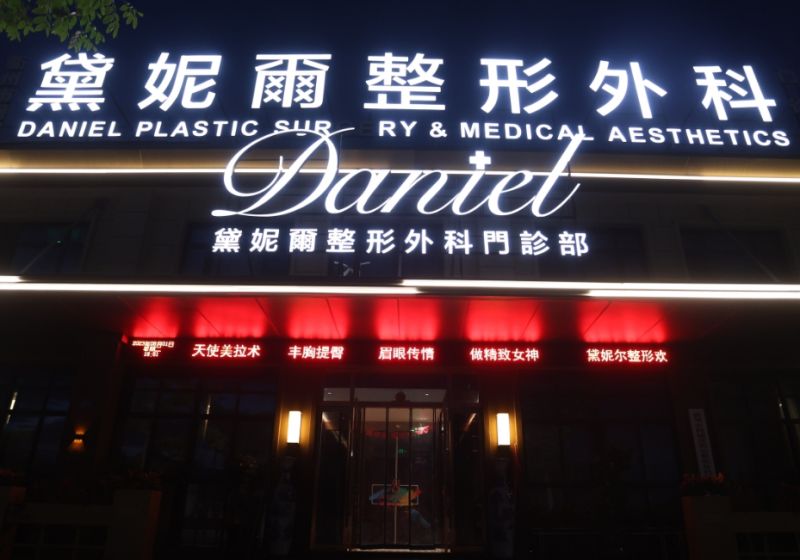 黛妮爾整形外科
DANIEL PLASTIC SUR RY & MEDICAL AESTHETICS
Daniel
黛妮爾整形外科門診部
天使美拉术 丰胸提臀 眉眼传情 做精致女神 黛妮尔整形欢